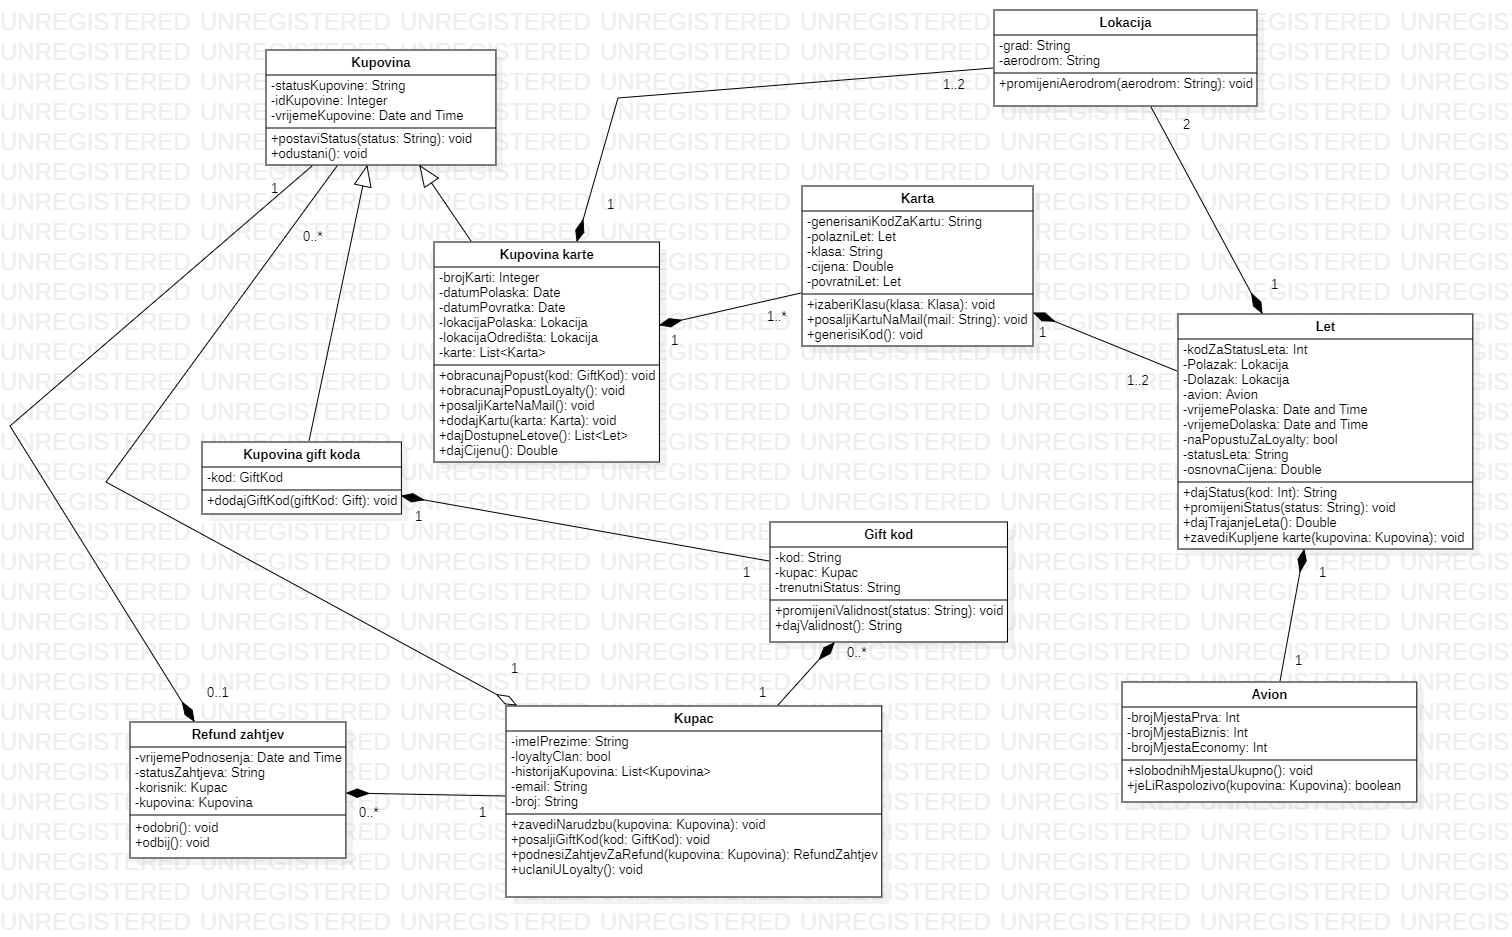 Lokacija
-grad: String
-aerodrom: String
+promijeniAerodrom(aerodrom: String): void
Kupovina
-statusKupovine: String
-idKupovine: Integer
-vrijemeKupovine: Date and Time
+postaviStatus(status: String): void
+odustani(): void
1..2
2
1
0..*
1
1
Karta
-generisaniKodZaKartu: String
-polazniLet: Let
-klasa: String
-cijena: Double
-povratniLet: Let
+izaberiKlasu(klasa: Klasa): void
+posaljiKartuNaMail(mail: String): void
+generisiKod(): void
Kupovina karte
-brojKarti: Integer
-datumPolaska: Date
-datumPovratka: Date
-lokacijaPolaska: Lokacija
-lokacijaOdredišta: Lokacija
-karte: List<Karta>
+obracunajPopust(kod: GiftKod): void
+obracunajPopustLoyalty(): void
+posaljiKarteNaMail(): void
+dodajKartu(karta: Karta): void
+dajDostupneLetove(): List<Let>
+dajCijenu(): Double
1
1..*
1
1..2
Let
-kodZaStatusLeta: Int
-Polazak: Lokacija
-Dolazak: Lokacija
-avion: Avion
-vrijemePolaska: Date and Time
-vrijemeDolaska: Date and Time
-naPopustuZaLoyalty: bool
-statusLeta: String
-osnovnaCijena: Double
+dajStatus(kod: Int): String
+promijeniStatus(status: String): void
+dajTrajanjeLeta(): Double
+zavediKupljene karte(kupovina: Kupovina): void
Kupovina gift koda
-kod: GiftKod
+dodajGiftKod(giftKod: Gift): void
1
1
Gift kod
-kod: String
-kupac: Kupac
-trenutniStatus: String
+promijeniValidnost(status: String): void
+dajValidnost(): String
1
0..*
1
1
1
0..1
Avion
-brojMjestaPrva: Int
-brojMjestaBiznis: Int
-brojMjestaEconomy: Int
+slobodnihMjestaUkupno(): void
+jeLiRaspolozivo(kupovina: Kupovina): boolean
Kupac
-imeIPrezime: String
-loyaltyClan: bool
-historijaKupovina: List<Kupovina>
-email: String
-broj: String
+zavediNarudzbu(kupovina: Kupovina): void
+posaljiGiftKod(kod: GiftKod): void
+podnesiZahtjevZaRefund(kupovina: Kupovina): RefundZahtjev
+uclaniULoyalty(): void
Refund zahtjev
-vrijemePodnosenja: Date and Time
-statusZahtjeva: String
-korisnik: Kupac
-kupovina: Kupovina
+odobri(): void
+odbij(): void
0..*
1
UNREGISTERED